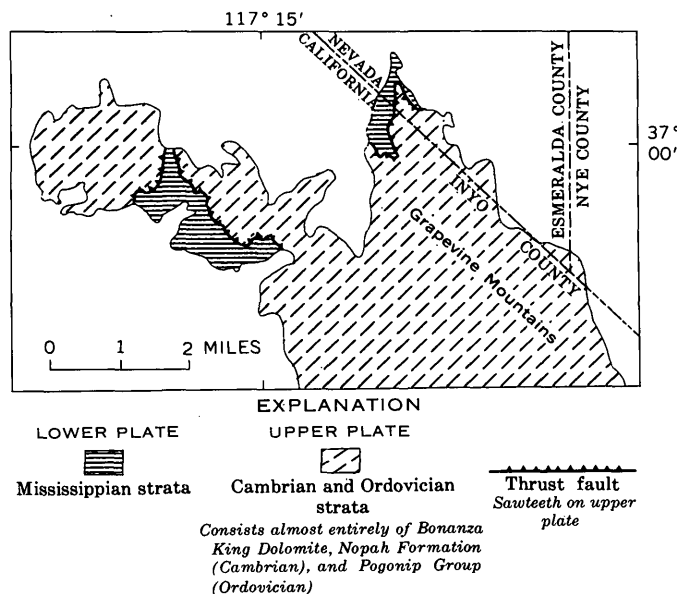 117° 15'
NEVADA
CALIFORNIA
ESMERALDA COUNTY
NYE COUNTY
37°
00'
INYO
COUNTY
Grapevine Mountains
0 1 2 MILES
EXPLANATION
LOWER PLATE
Mississippian strata
UPPER PLATE
Cambrian and Ordovician
strata
Consists almost entirely of Bonanza
King Dolomite, Nopah Formation
(Cambrian), and Pogonip Group
(Ordovician)
Thrust fault
Sawteeth on upper
plate